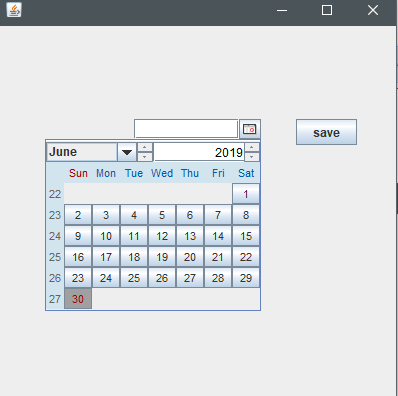 save
June 2019
Sun Mon Tue Wed Thu Fri Sat
22 1
23 2 3 4 5 6 7 8
24 9 10 11 12 13 14 15
25 16 17 18 19 20 21 22
26 23 24 25 26 27 28 29
27 30